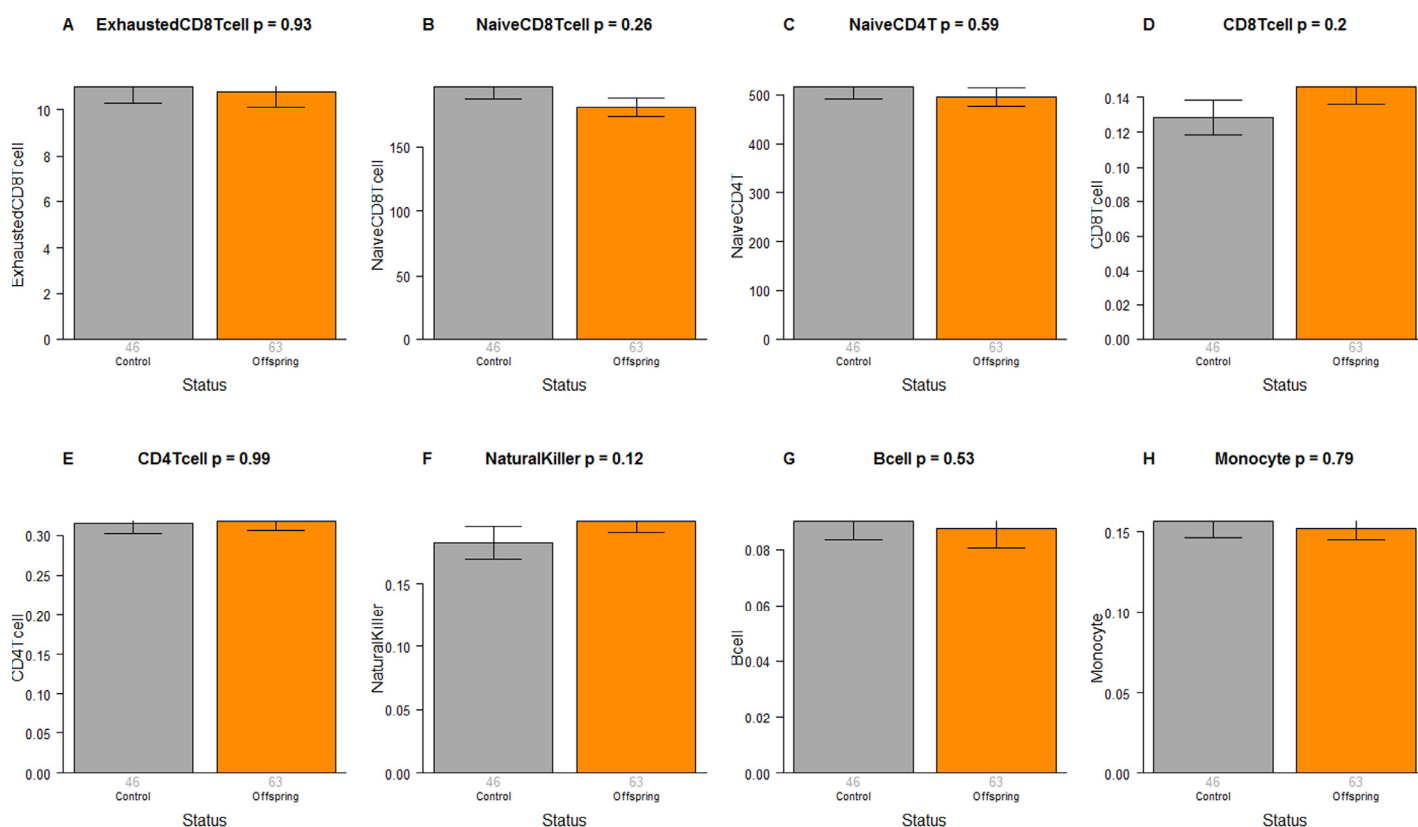 A ExhaustedCD8Tcell p = 0.93
ExhaustedCD8Tcell
10
8
6
4
2
0
46 63
Control Offspring
Status
B NaiveCD8Tcell p = 0.26
NaiveCD8Tcell
150
100
50
0
46 63
Control Offspring
Status
C NaiveCD4T p = 0.59
NaiveCD4T
500
400
300
200
100
0
46 63
Control Offspring
Status
D CD8Tcell p = 0.2
CD8Tcell
0.14
0.12
0.10
0.08
0.06
0.04
0.02
0.00
46 63
Control Offspring
Status
E CD4Tcell p = 0.99
CD4Tcell
0.30
0.25
0.20
0.15
0.10
0.05
0.00
46 63
Control Offspring
Status
F NaturalKiller p = 0.12
NaturalKiller
0.15
0.10
0.05
0.00
46 63
Control Offspring
Status
G Bcell p = 0.53
Bcell
0.08
0.06
0.04
0.02
0.00
46 63
Control Offspring
Status
H Monocyte p = 0.79
Monocyte
0.15
0.10
0.05
0.00
46 63
Control Offspring
Status